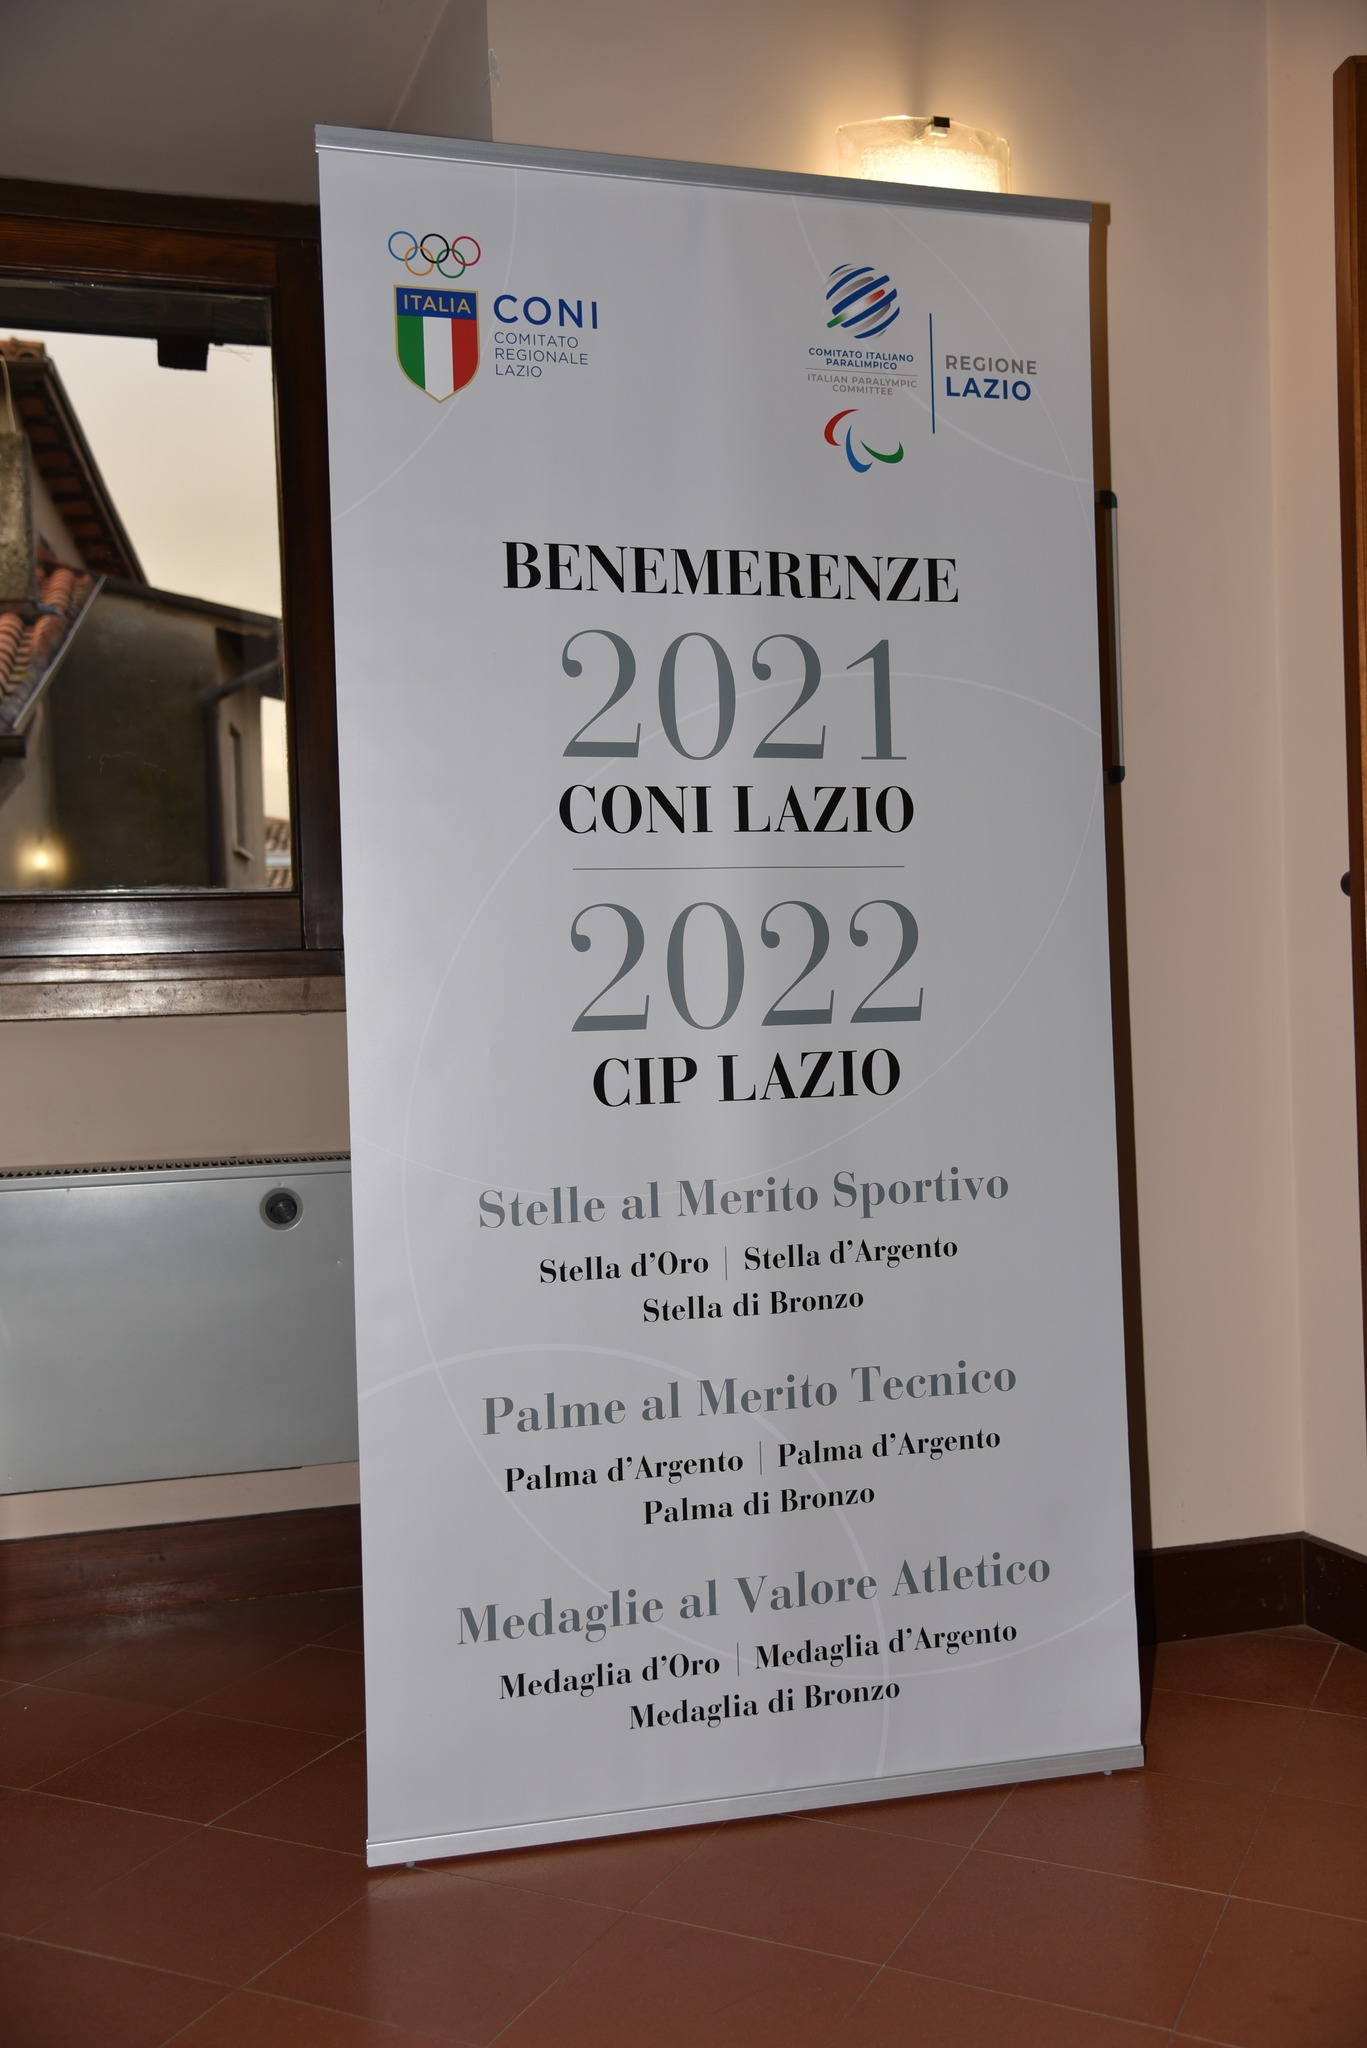 ITALIA
CONI
COMITATO
REGIONALE
LAZIO
COMITATO ITALIANO
PARALIMPICO
ITALIAN PARALYMPIC
COMMITTEE
REGIONE
LAZIO
BENEMERENZE
2021
CONI LAZIO
2022
CIP LAZIO
Stelle al Merito Sportivo
Stella d'Oro | Stella d'Argento
Stella di Bronzo
Palme al Merito Tecnico
Palma d'Argento | Palma d'Argento
Palma di Bronzo
Medaglie al Valore Atletico
Medaglia d'Oro | Medaglia d'Argento
Medaglia di Bronzo